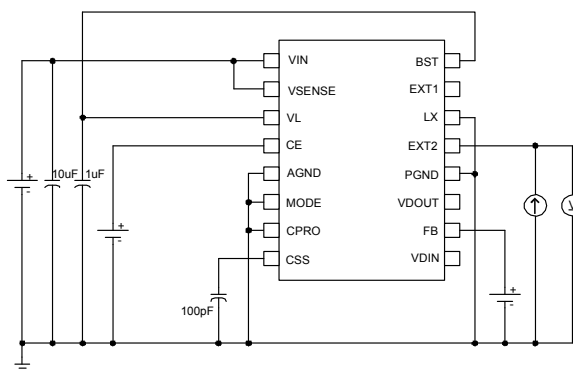 VIN
BST
VSENSE
EXT1
VL
LX
CE
EXT2
AGND
PGND
MODE
VDOUT
CPRO
FB
CSS
VDIN
+
-
10uF
1uF
+
-
100pF
+
-
V